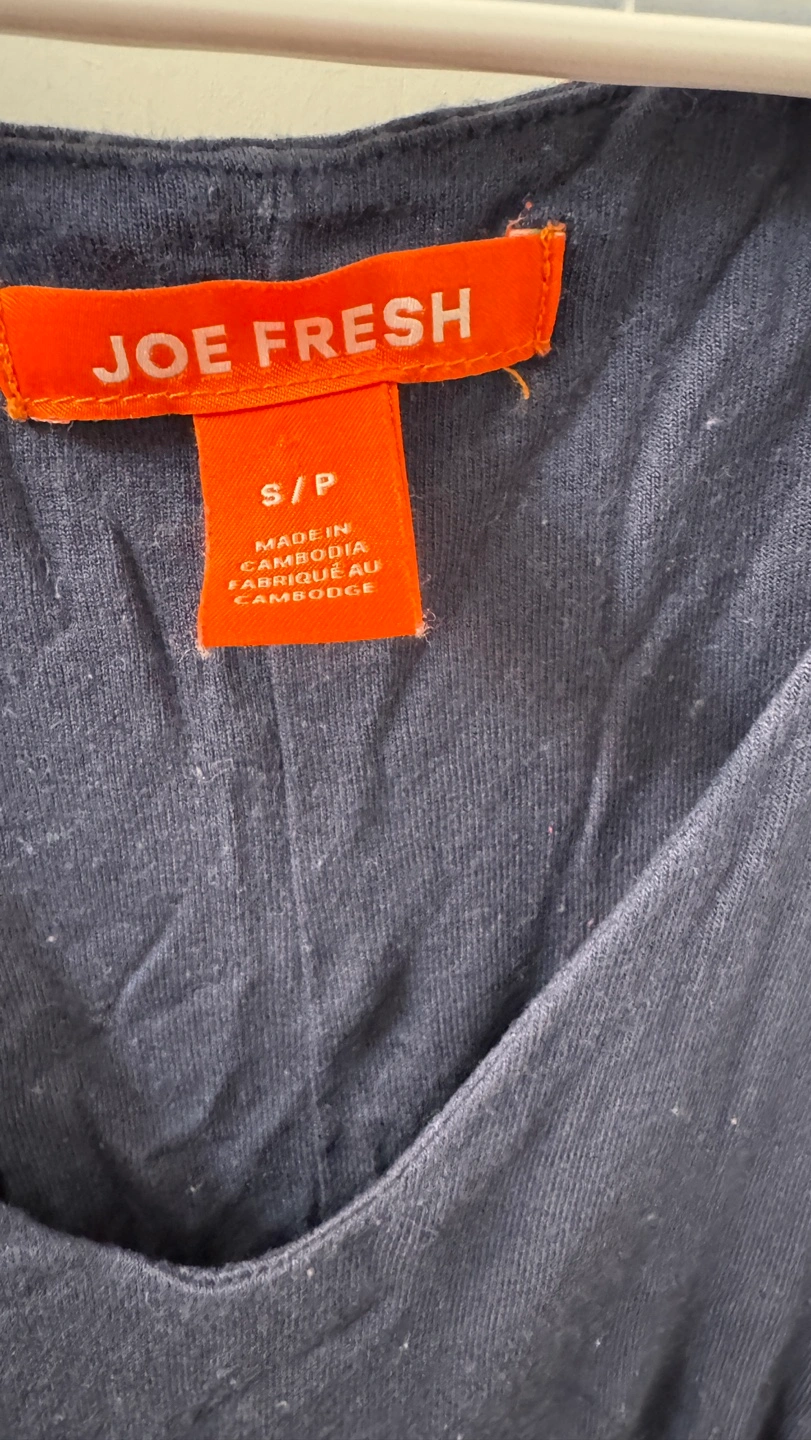 JOE FRESH
S/P
MADE IN
CAMBODIA
FABRIQUÉ AU
CAMBODGE